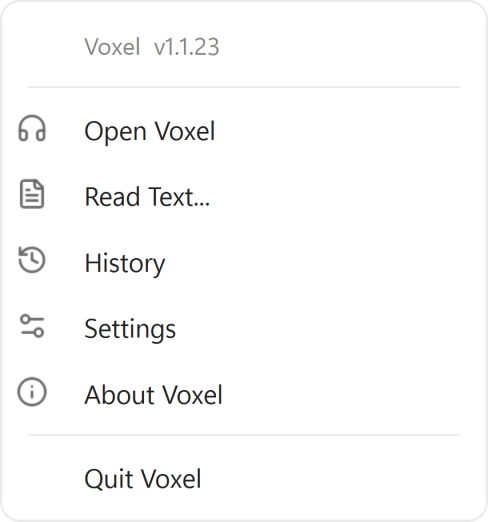 Voxel v1.1.23
Open Voxel
Read Text...
History
Settings
About Voxel
Quit Voxel